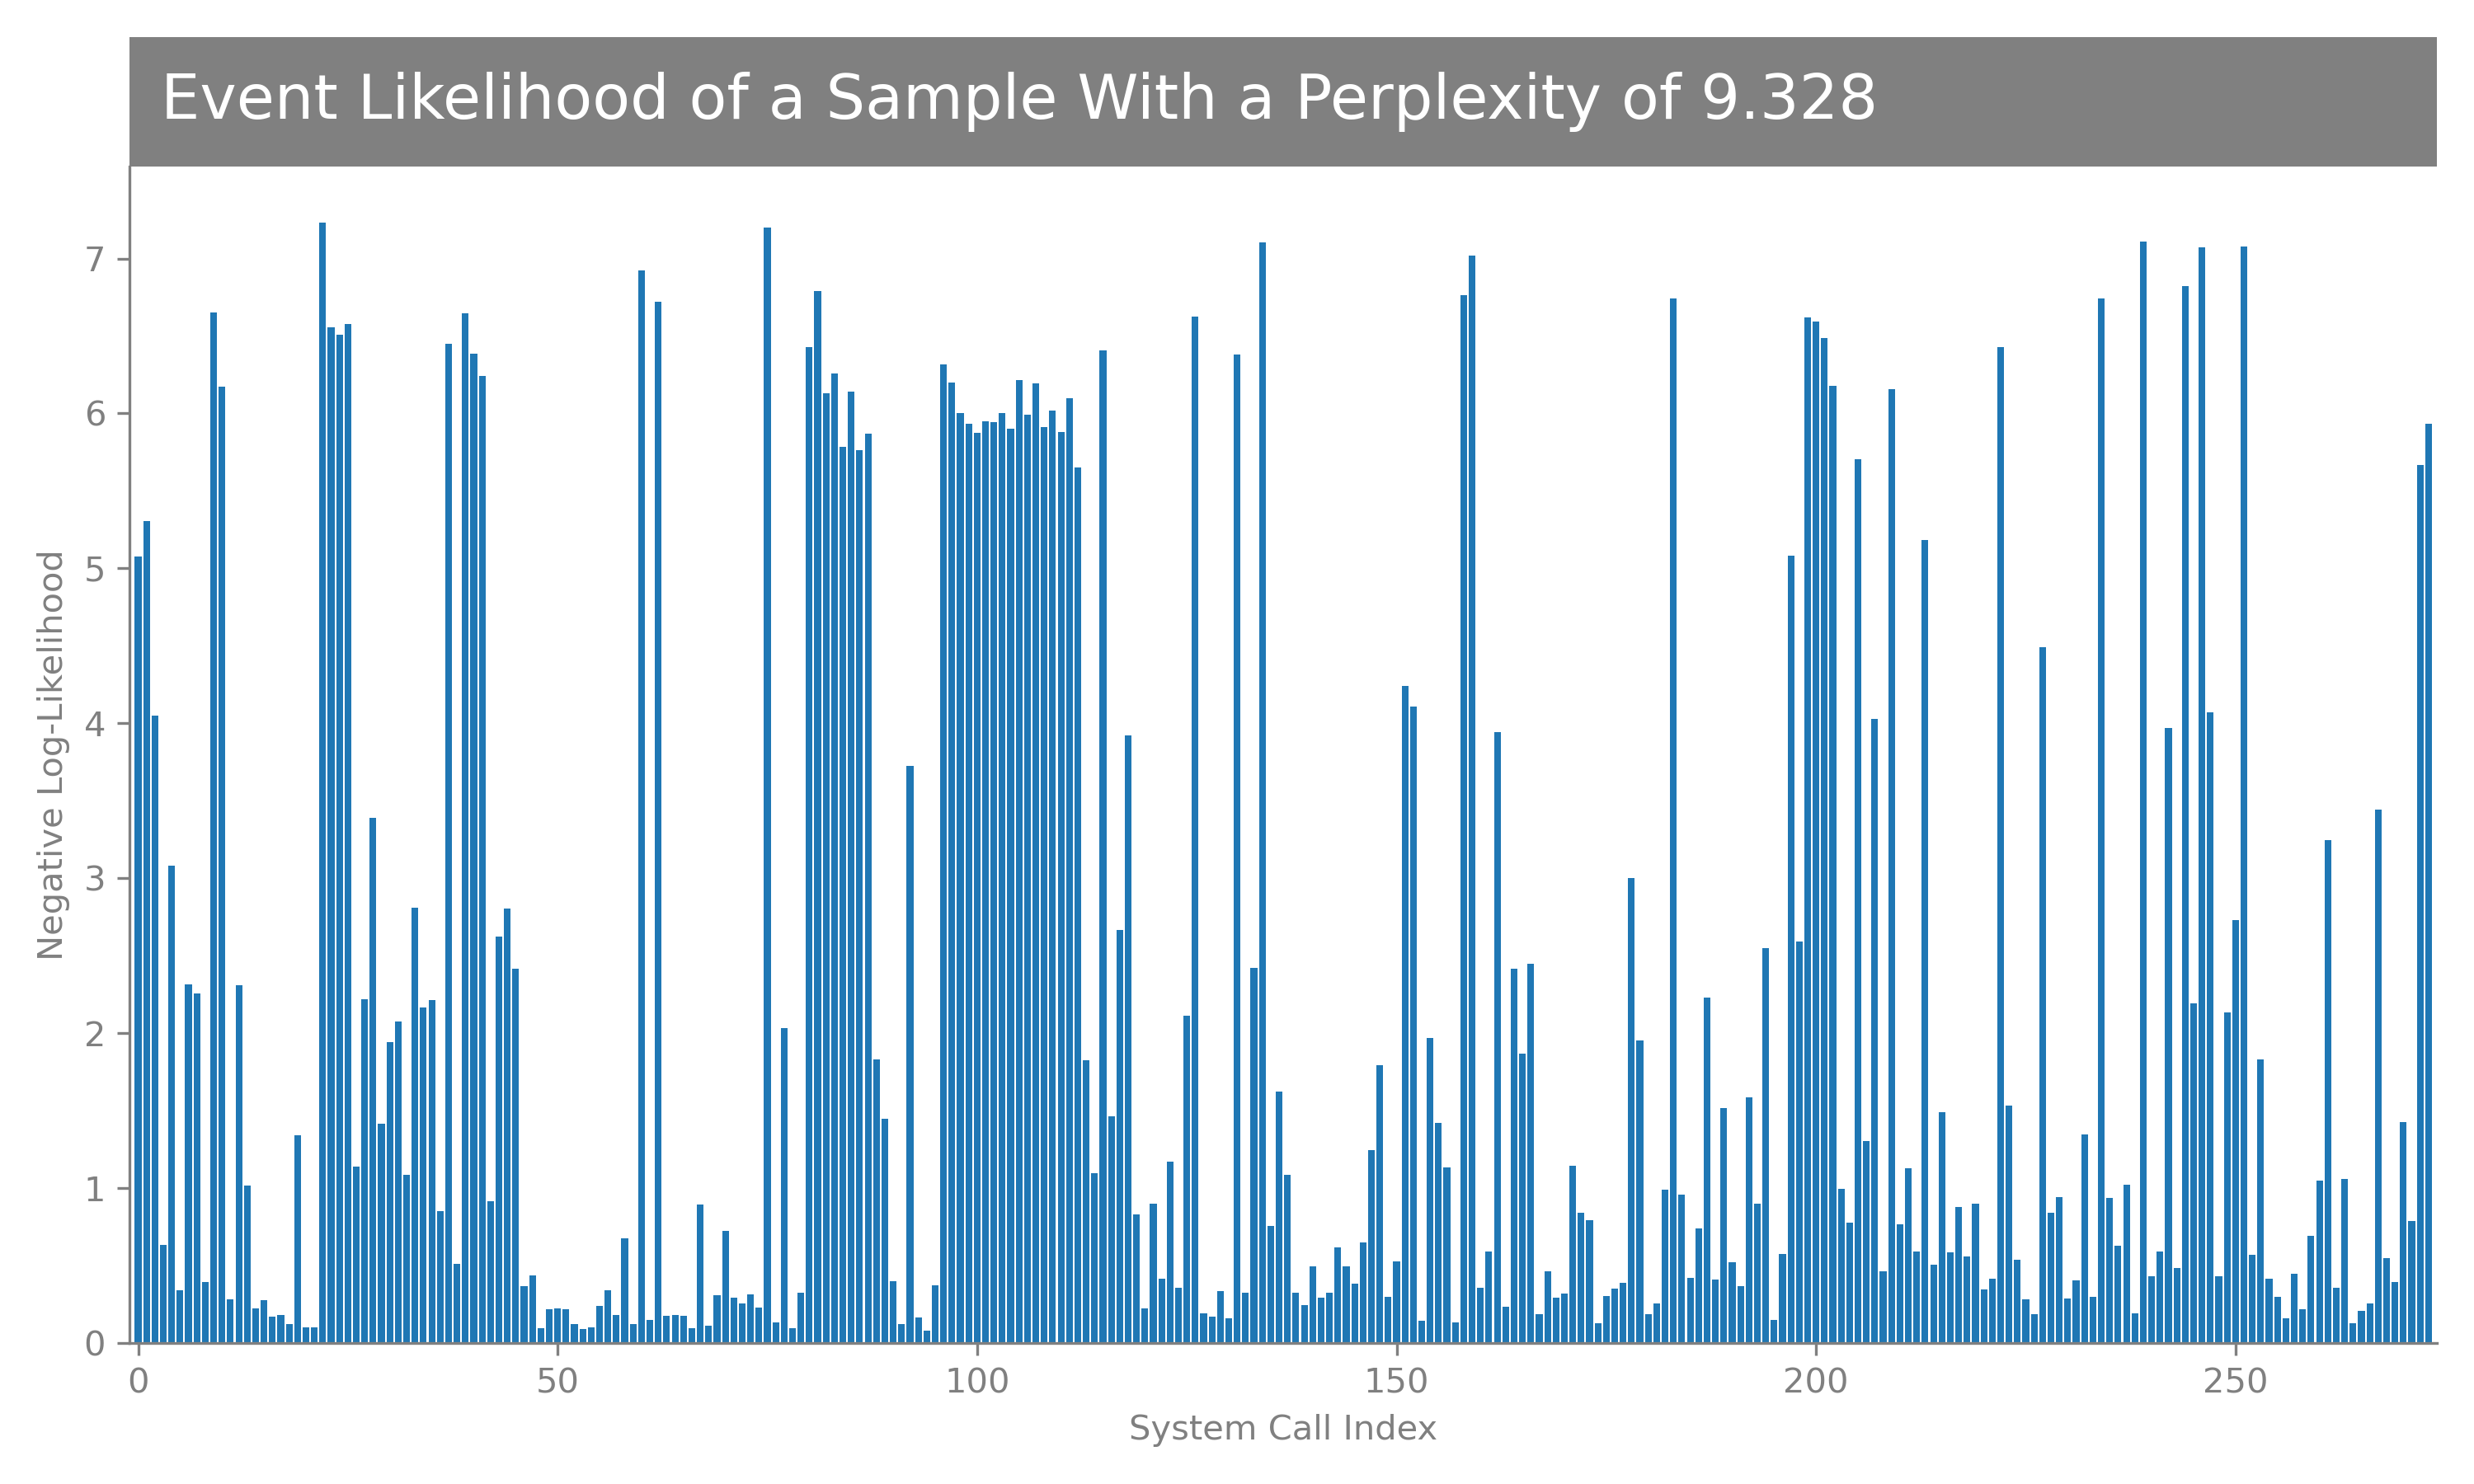 Event Likelihood of a Sample With a Perplexity of 9.328
Negative Log-Likelihood
7
6
5
4
3
2
1
0
0 50 100 150 200 250
System Call Index